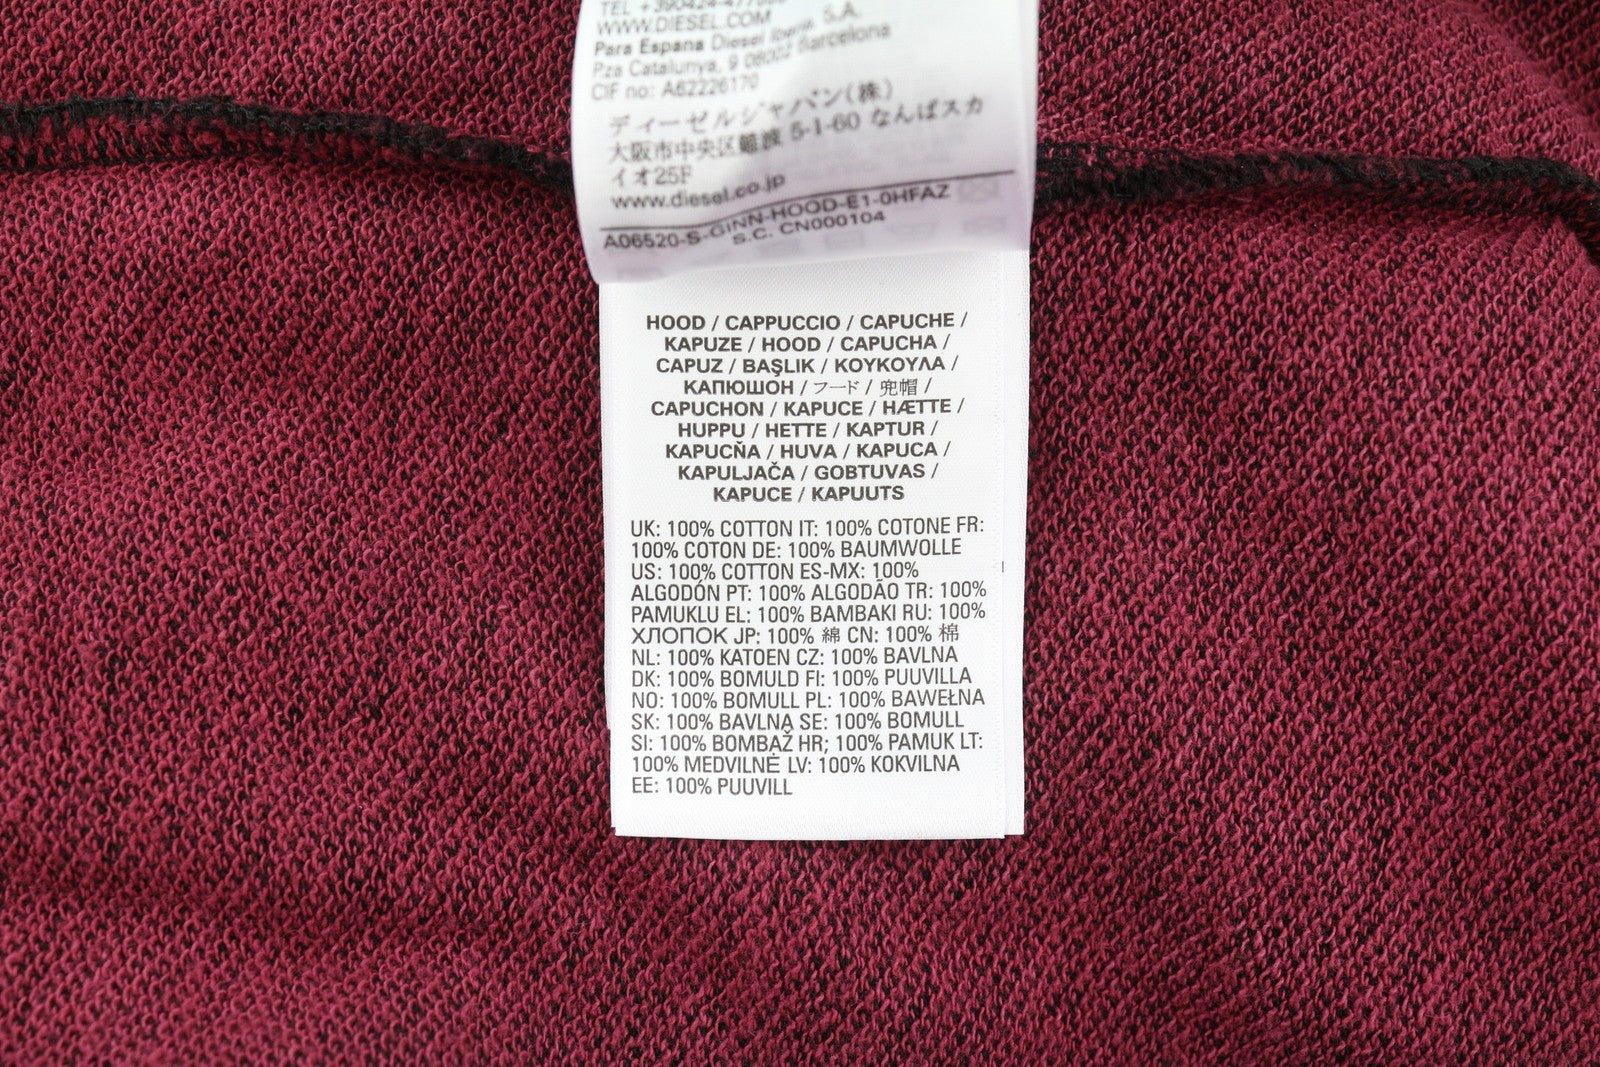 TEL +390424-477555
WWW.DIESEL.COM
Para Espana Diesel Iberia S.A.
Pza Catalunya, 9 08002 Barcelona
CIF no: A62226170
ディーゼルジャパン(株)
大阪市中央区難波 5-1-60 なんばスカ
イオ25F
www.diesel.co.jp
A06520-S-GINN-HOOD-E1-0HFAZ
S.C. CN000104
HOOD / CAPPUCCIO / CAPUCHE /
KAPUZE / HOOD / CAPUCHA /
CAPUZ / BAŞLIK / ΚΟΥΚΟΥΛΑ /
КАПЮШОН / フード / 兜帽 /
CAPUCHON / KAPUCE / HÆTTE /
HUPPU / HETTE / KAPTUR /
KAPUCŇA / HUVA / KAPUCA /
KAPULJAČA / GOBTUVAS /
KAPUCE / KAPUUTS
UK: 100% COTTON IT: 100% COTONE FR:
100% COTON DE: 100% BAUMWOLLE
US: 100% COTTON ES-MX: 100%
ALGODÓN PT: 100% ALGODÃO TR: 100%
PAMUKLU EL: 100% ΒΑΜΒΑΚΙ RU: 100%
ХЛОПОК JP: 100% 綿 CN: 100% 棉
NL: 100% KATOEN CZ: 100% BAVLNA
DK: 100% BOMULD FI: 100% PUUVILLA
NO: 100% BOMULL PL: 100% BAWEŁNA
SK: 100% BAVLNA SE: 100% BOMULL
SI: 100% BOMBAŽ HR; 100% PAMUK LT:
100% MEDVILNĖ LV: 100% KOKVILNA
EE: 100% PUUVILL